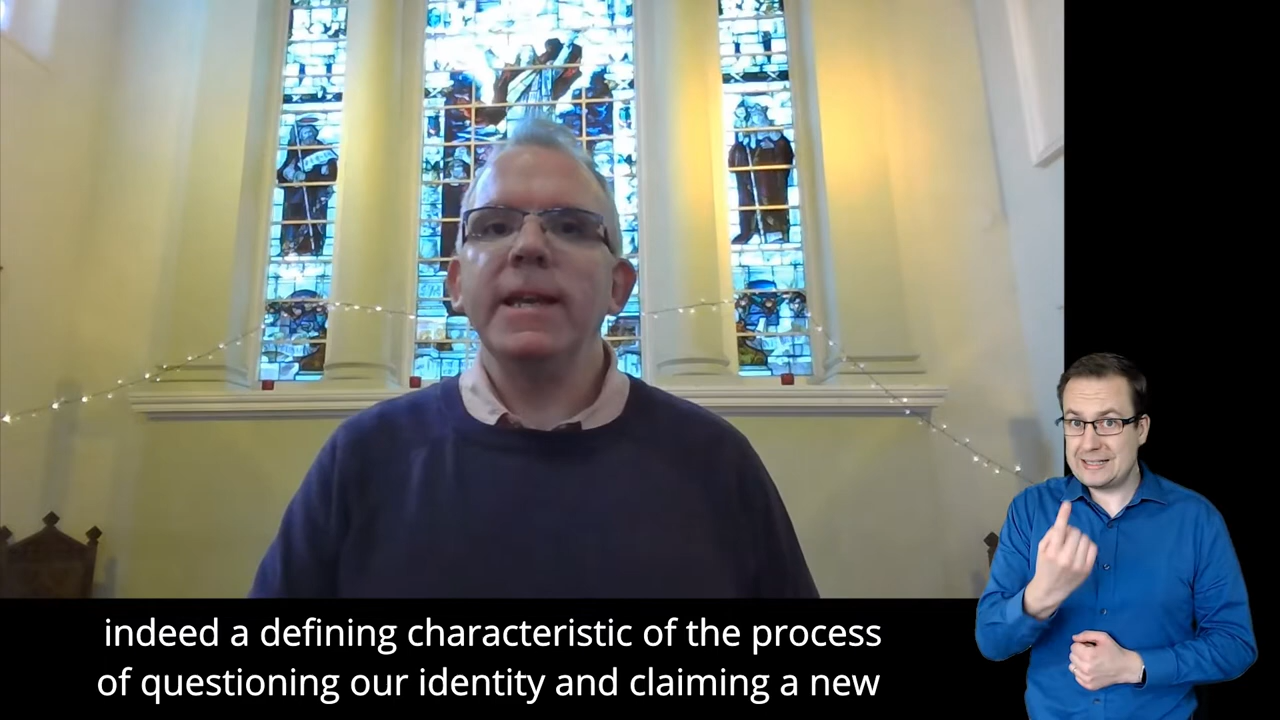 indeed a defining characteristic of the process
of questioning our identity and claiming a new